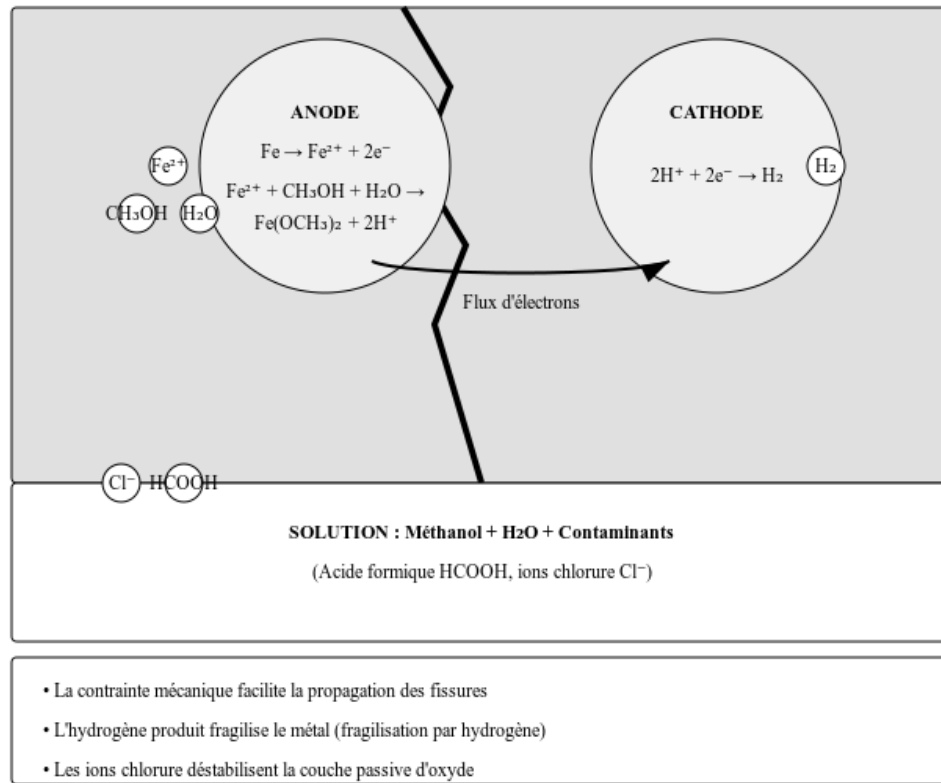 ANODE
Fe → Fe²⁺ + 2e⁻
Fe²⁺ + CH₃OH + H₂O →
Fe(OCH₃)₂ + 2H⁺
Fe²⁺
CH₃OH
H₂O
CATHODE
2H⁺ + 2e⁻ → H₂
H₂
Flux d'électrons
Cl⁻
HCOOH
SOLUTION : Méthanol + H₂O + Contaminants
(Acide formique HCOOH, ions chlorure Cl⁻)
• La contrainte mécanique facilite la propagation des fissures
• L'hydrogène produit fragilise le métal (fragilisation par hydrogène)
• Les ions chlorure déstabilisent la couche passive d'oxyde